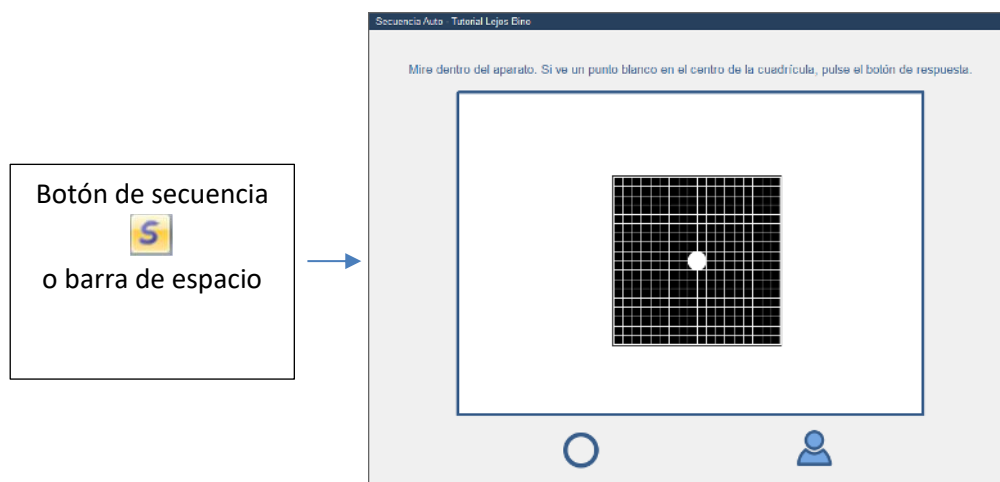 Secuencia Auto - Tutorial Lejos Bino
Mire dentro del aparato. Si ve un punto blanco en el centro de la cuadrícula, pulse el botón de respuesta.
Botón de secuencia
S
o barra de espacio